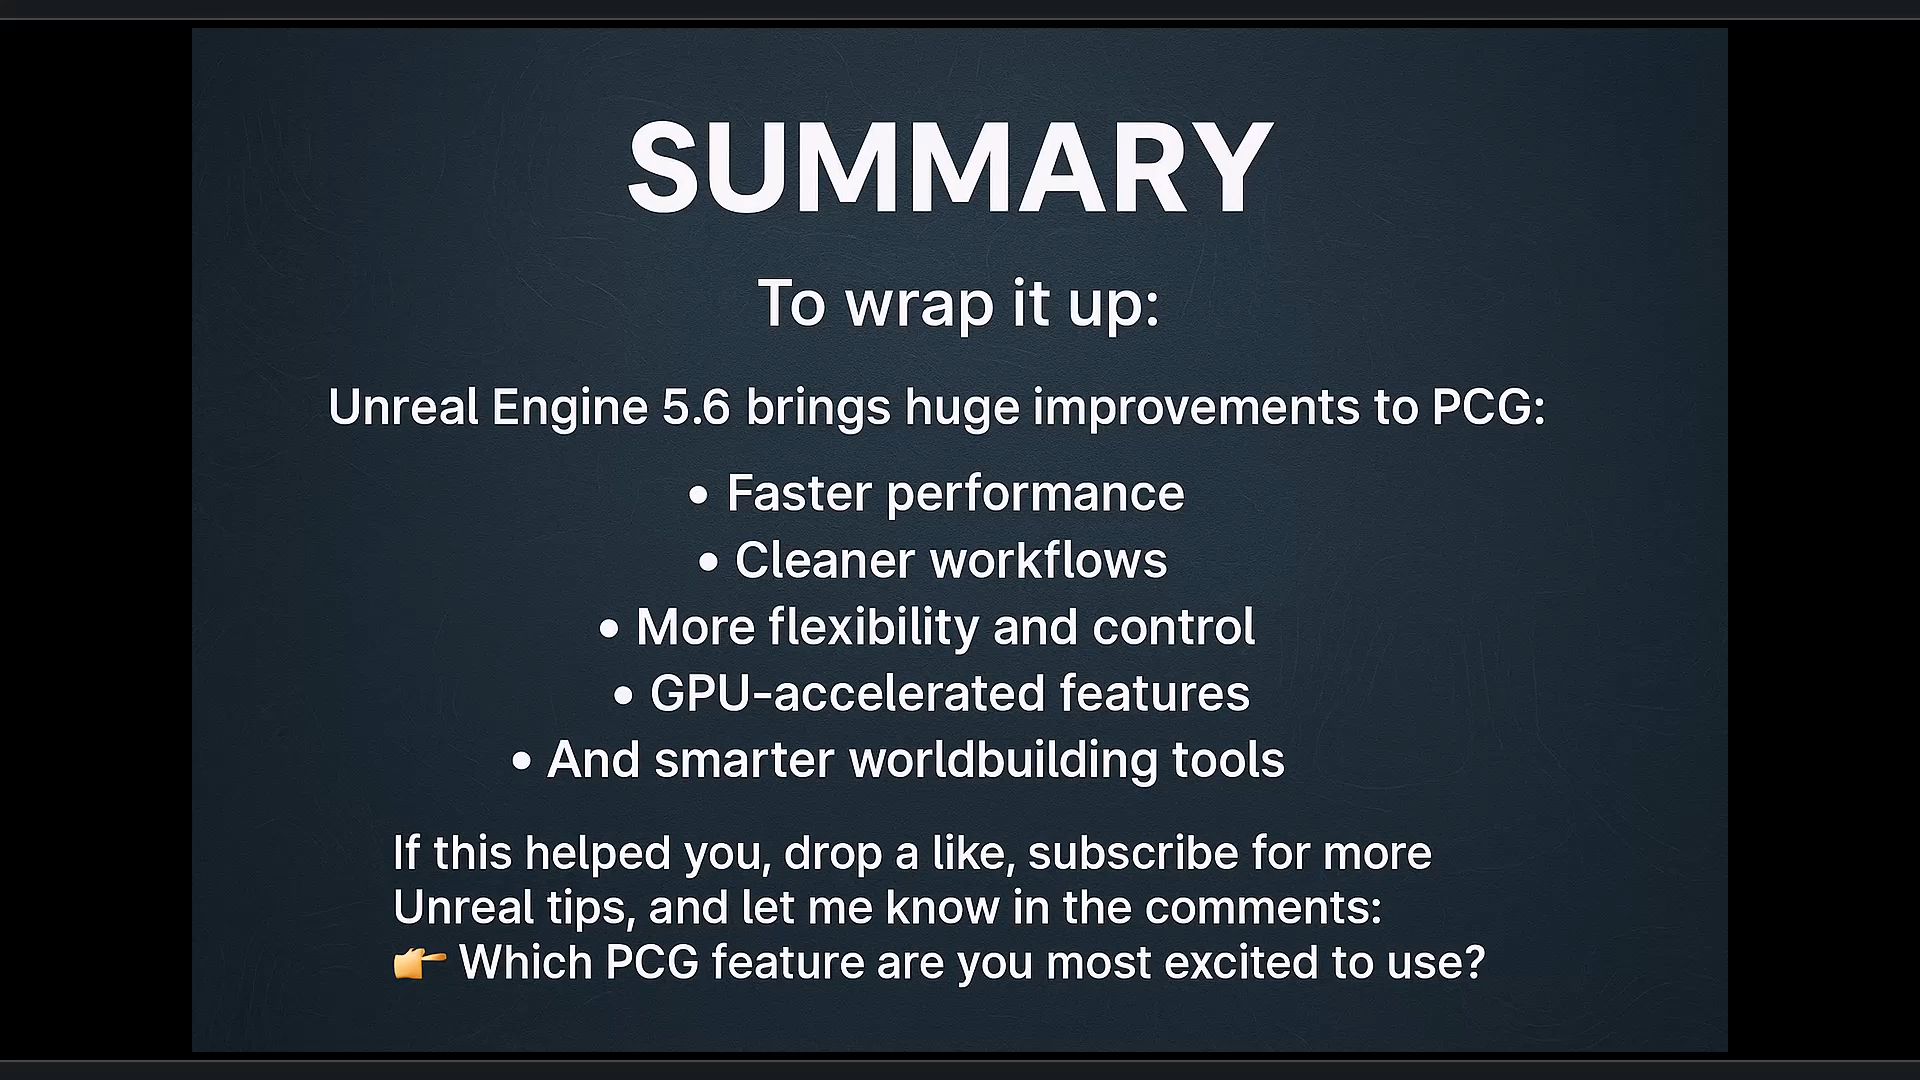 SUMMARY
To wrap it up:
Unreal Engine 5.6 brings huge improvements to PCG:
• Faster performance
• Cleaner workflows
• More flexibility and control
• GPU-accelerated features
• And smarter worldbuilding tools
If this helped you, drop a like, subscribe for more
Unreal tips, and let me know in the comments:
👉 Which PCG feature are you most excited to use?